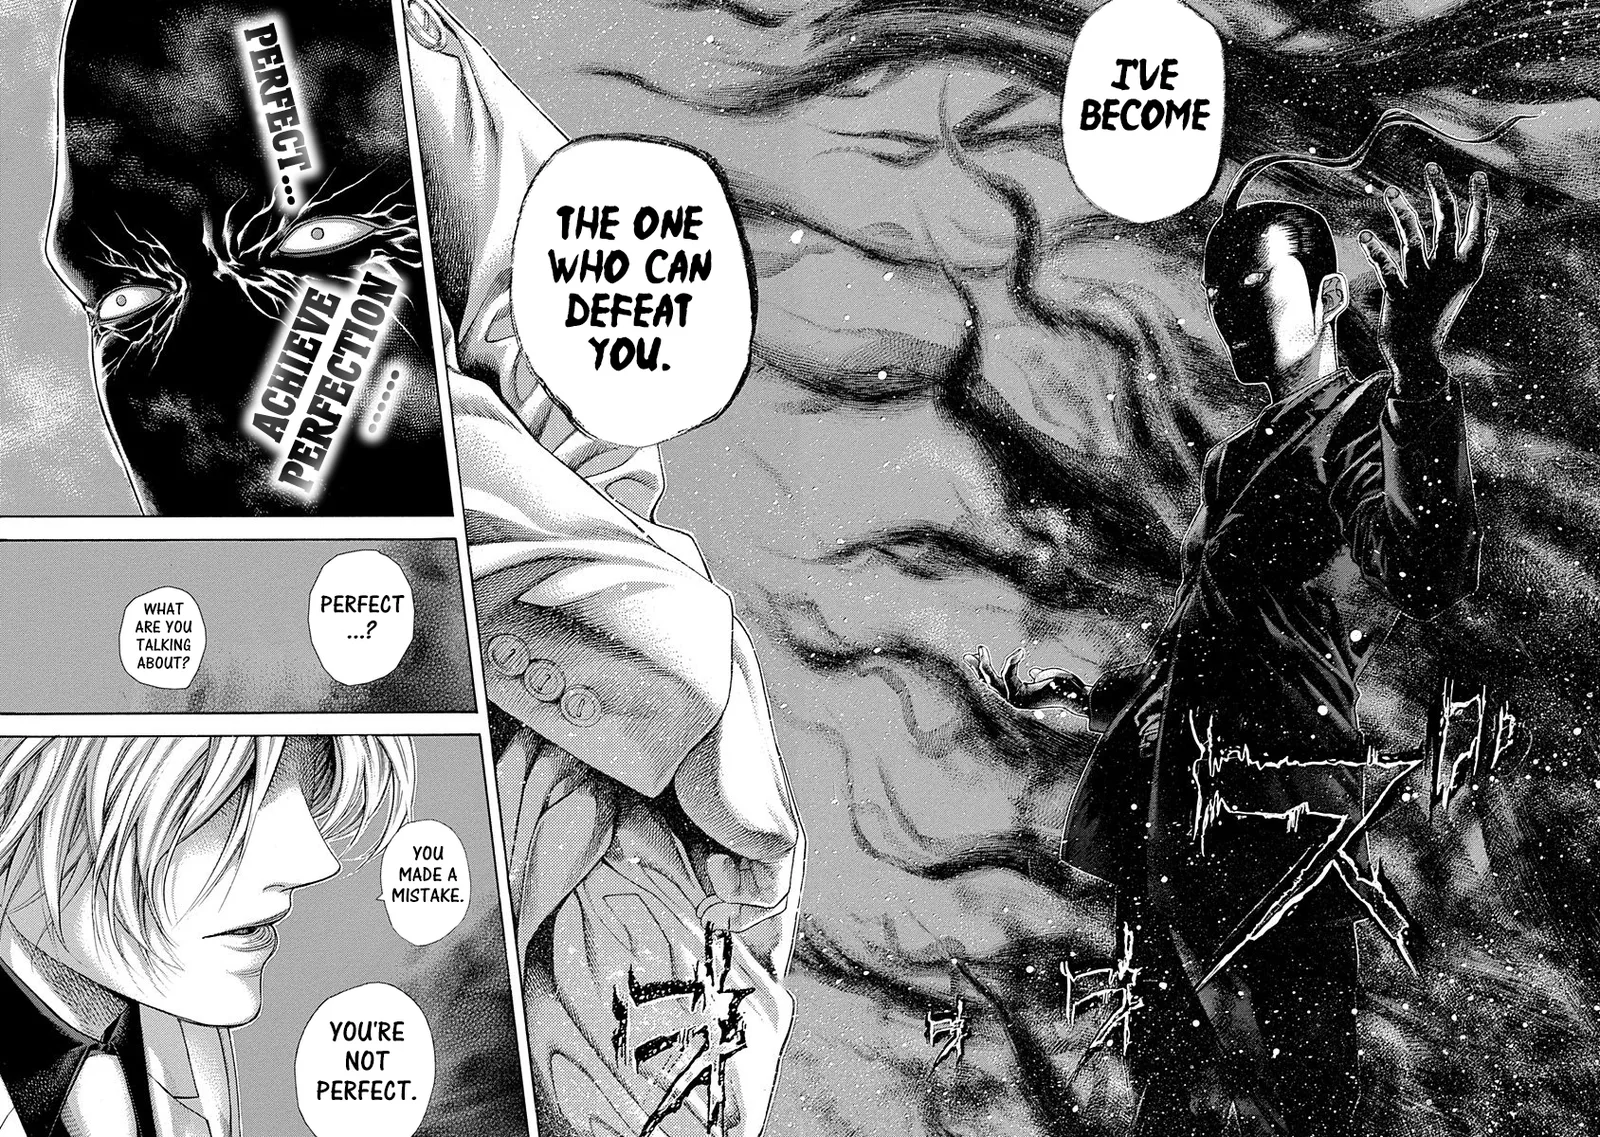 I'VE
BECOME
THE ONE
WHO CAN
DEFEAT
YOU.
PERFECT....
ACHIEVE
PERFECTION
......
PERFECT
...?
WHAT
ARE YOU
TALKING
ABOUT?
YOU
MADE A
MISTAKE.
YOU'RE
NOT
PERFECT.